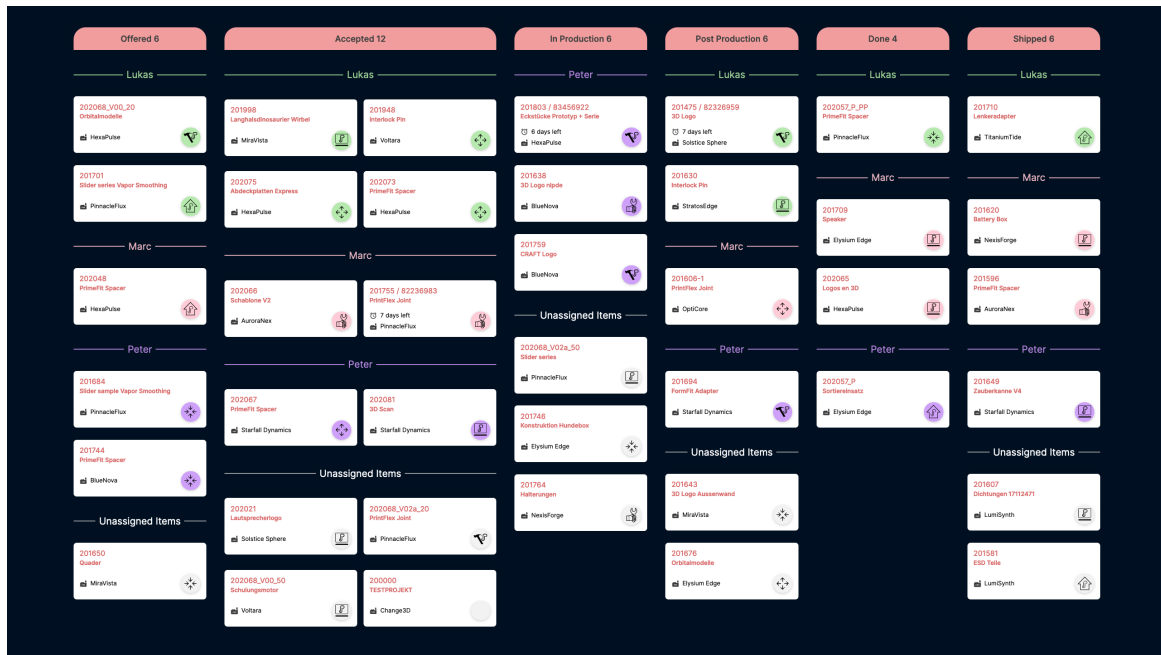 Offered 6
Lukas
202068_V00_20
Orbitalmodelle
HexaPulse
201701
Slider series Vapor Smoothing
PinnacleFlux
Marc
202048
PrimeFit Spacer
HexaPulse
Peter
201684
Slider sample Vapor Smoothing
PinnacleFlux
201744
PrimeFit Spacer
BlueNova
Unassigned Items
201650
Quader
MiraVista
Accepted 12
Lukas
201998
Langhalsdinosaurier Wirbel
MiraVista
201948
Interlock Pin
Voltara
202075
Abdeckplatten Express
HexaPulse
202073
PrimeFit Spacer
HexaPulse
Marc
202066
Schablone V2
AuroraNex
201755 / 82236983
PrintFlex Joint
7 days left
PinnacleFlux
Peter
202067
PrimeFit Spacer
Starfall Dynamics
202081
3D Scan
Starfall Dynamics
Unassigned Items
202021
Lautsprecherlogo
Solstice Sphere
202068_V02a_20
PrintFlex Joint
PinnacleFlux
202068_V00_50
Schulungsmotor
Voltara
200000
TESTPROJEKT
Change3D
In Production 6
Peter
201803 / 83456922
Eckstücke Prototyp + Serie
6 days left
HexaPulse
201638
3D Logo nlpde
BlueNova
201759
CRAFT Logo
BlueNova
Unassigned Items
202068_V02a_50
Slider series
PinnacleFlux
201746
Konstruktion Hundebox
Elysium Edge
201764
Halterungen
NexisForge
Post Production 6
Lukas
201475 / 82326959
3D Logo
7 days left
Solstice Sphere
201630
Interlock Pin
StratosEdge
Marc
201606-1
PrintFlex Joint
OptiCore
Peter
201694
FormFit Adapter
Starfall Dynamics
Unassigned Items
201643
3D Logo Aussenwand
MiraVista
201676
Orbitalmodelle
Elysium Edge
Done 4
Lukas
202057_P_PP
PrimeFit Spacer
PinnacleFlux
Marc
201709
Speaker
Elysium Edge
202065
Logos en 3D
HexaPulse
Peter
202057_P
Sortiereinsatz
Elysium Edge
Shipped 6
Lukas
201710
Lenkeradapter
TitaniumTide
Marc
201620
Battery Box
NexisForge
201596
PrimeFit Spacer
AuroraNex
Peter
201649
Zauberkanne V4
Starfall Dynamics
Unassigned Items
201607
Dichtungen 17112471
LumiSynth
201581
ESD Teile
LumiSynth